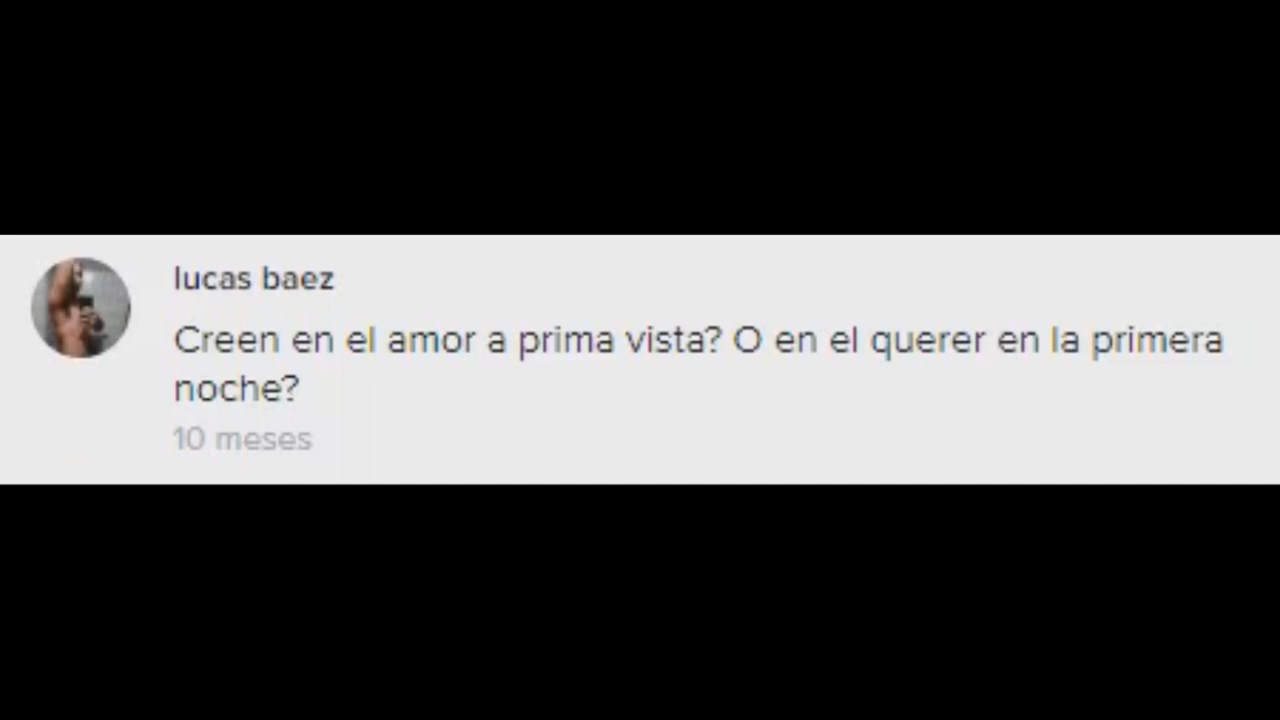 lucas baez
Creen en el amor a prima vista? O en el querer en la primera
noche?
10 meses